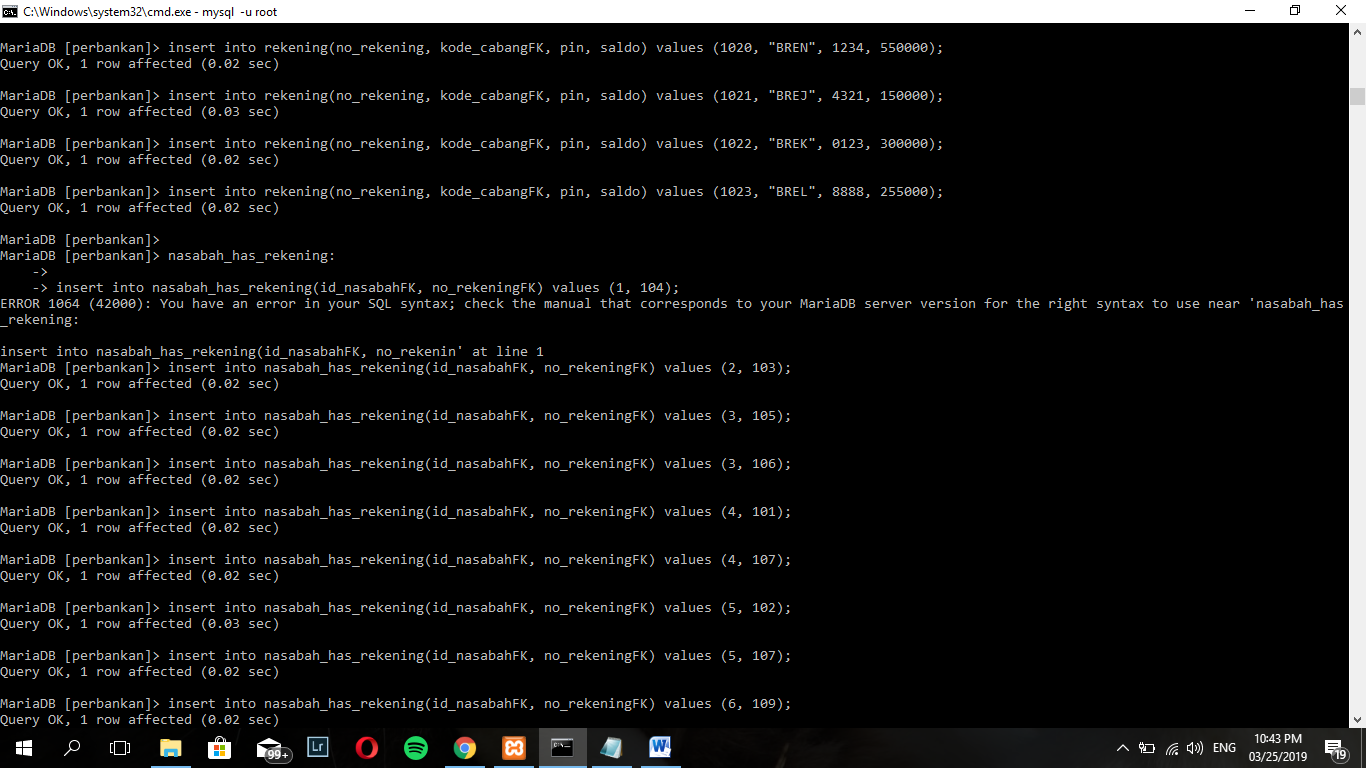 C:\Windows\system32\cmd.exe - mysql -u root
MariaDB [perbankan]> insert into rekening(no_rekening, kode_cabangFK, pin, saldo) values (1020, "BREN", 1234, 550000);
Query OK, 1 row affected (0.02 sec)
MariaDB [perbankan]> insert into rekening(no_rekening, kode_cabangFK, pin, saldo) values (1021, "BREJ", 4321, 150000);
Query OK, 1 row affected (0.03 sec)
MariaDB [perbankan]> insert into rekening(no_rekening, kode_cabangFK, pin, saldo) values (1022, "BREK", 0123, 300000);
Query OK, 1 row affected (0.02 sec)
MariaDB [perbankan]> insert into rekening(no_rekening, kode_cabangFK, pin, saldo) values (1023, "BREL", 8888, 255000);
Query OK, 1 row affected (0.02 sec)
MariaDB [perbankan]>
MariaDB [perbankan]> nasabah_has_rekening:
->
-> insert into nasabah_has_rekening(id_nasabahFK, no_rekeningFK) values (1, 104);
ERROR 1064 (42000): You have an error in your SQL syntax; check the manual that corresponds to your MariaDB server version for the right syntax to use near 'nasabah_has
_rekening:
insert into nasabah_has_rekening(id_nasabahFK, no_rekenin' at line 1
MariaDB [perbankan]> insert into nasabah_has_rekening(id_nasabahFK, no_rekeningFK) values (2, 103);
Query OK, 1 row affected (0.02 sec)
MariaDB [perbankan]> insert into nasabah_has_rekening(id_nasabahFK, no_rekeningFK) values (3, 105);
Query OK, 1 row affected (0.02 sec)
MariaDB [perbankan]> insert into nasabah_has_rekening(id_nasabahFK, no_rekeningFK) values (3, 106);
Query OK, 1 row affected (0.02 sec)
MariaDB [perbankan]> insert into nasabah_has_rekening(id_nasabahFK, no_rekeningFK) values (4, 101);
Query OK, 1 row affected (0.02 sec)
MariaDB [perbankan]> insert into nasabah_has_rekening(id_nasabahFK, no_rekeningFK) values (4, 107);
Query OK, 1 row affected (0.02 sec)
MariaDB [perbankan]> insert into nasabah_has_rekening(id_nasabahFK, no_rekeningFK) values (5, 102);
Query OK, 1 row affected (0.03 sec)
MariaDB [perbankan]> insert into nasabah_has_rekening(id_nasabahFK, no_rekeningFK) values (5, 107);
Query OK, 1 row affected (0.02 sec)
MariaDB [perbankan]> insert into nasabah_has_rekening(id_nasabahFK, no_rekeningFK) values (6, 109);
Query OK, 1 row affected (0.02 sec)
99+
Lr
W
ENG
10:43 PM
03/25/2019
19